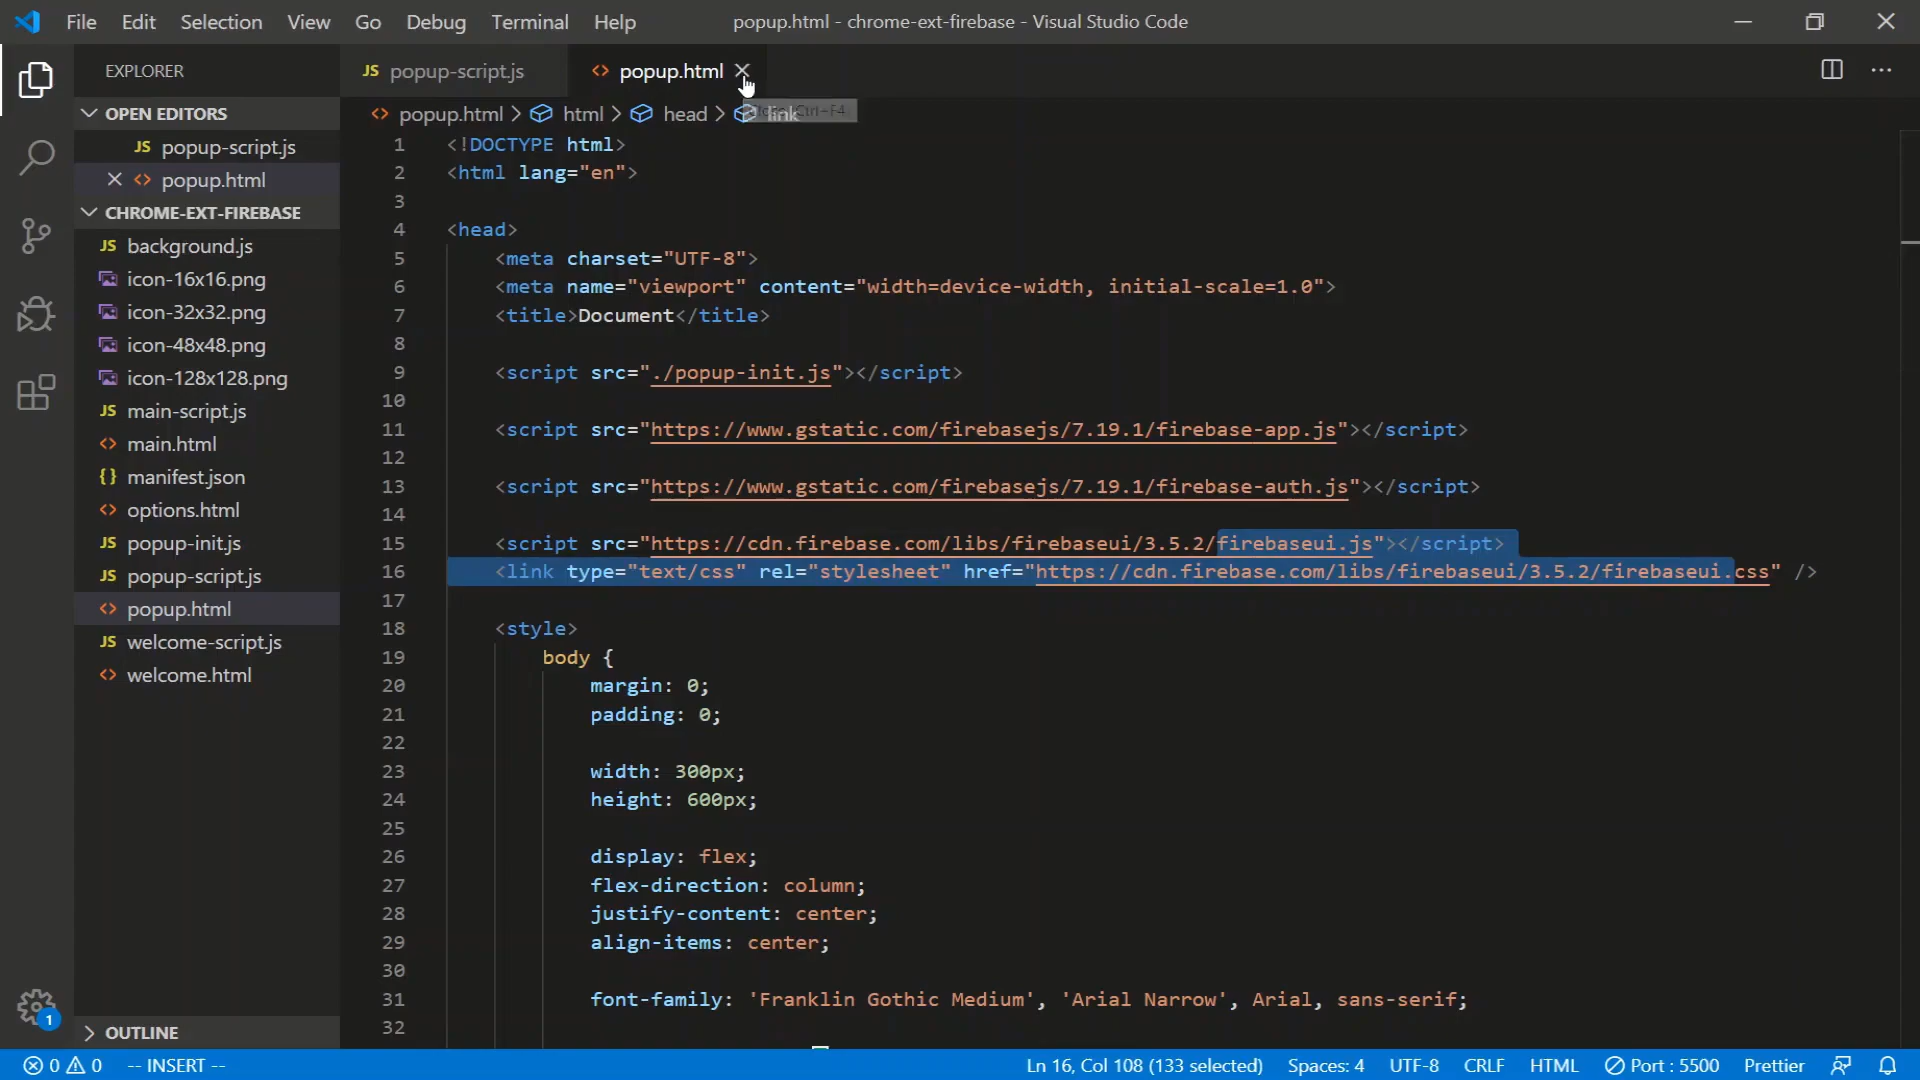 File Edit Selection View Go Debug Terminal Help
popup.html - chrome-ext-firebase - Visual Studio Code
EXPLORER
OPEN EDITORS
JS popup-script.js
popup.html
CHROME-EXT-FIREBASE
JS background.js
icon-16x16.png
icon-32x32.png
icon-48x48.png
icon-128x128.png
JS main-script.js
main.html
{} manifest.json
options.html
JS popup-init.js
JS popup-script.js
popup.html
JS welcome-script.js
welcome.html
OUTLINE
1
JS popup-script.js
<> popup.html
<> popup.html > html > head > link
Ctrl+F4
1 <!DOCTYPE html>
2 <html lang="en">
3
4 <head>
5 <meta charset="UTF-8">
6 <meta name="viewport" content="width=device-width, initial-scale=1.0">
7 <title>Document</title>
8
9 <script src="./popup-init.js"></script>
10
11 <script src="https://www.gstatic.com/firebasejs/7.19.1/firebase-app.js"></script>
12
13 <script src="https://www.gstatic.com/firebasejs/7.19.1/firebase-auth.js"></script>
14
15 <script src="https://cdn.firebase.com/libs/firebaseui/3.5.2/firebaseui.js"></script>
16 <link type="text/css" rel="stylesheet" href="https://cdn.firebase.com/libs/firebaseui/3.5.2/firebaseui.css" />
17
18 <style>
19 body {
20 margin: 0;
21 padding: 0;
22
23 width: 300px;
24 height: 600px;
25
26 display: flex;
27 flex-direction: column;
28 justify-content: center;
29 align-items: center;
30
31 font-family: 'Franklin Gothic Medium', 'Arial Narrow', Arial, sans-serif;
32
0 0 -- INSERT --
Ln 16, Col 108 (133 selected) Spaces: 4 UTF-8 CRLF HTML Port : 5500 Prettier